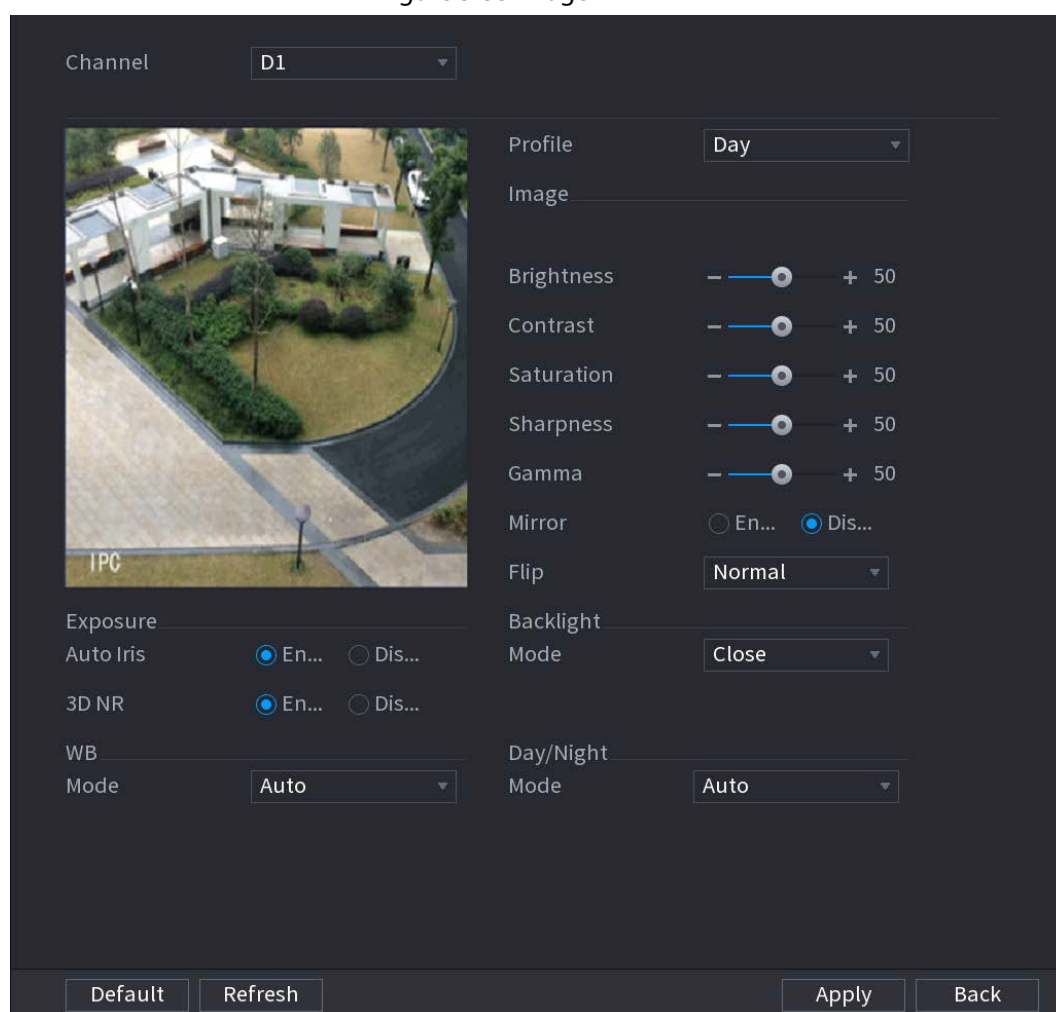 Channel D1
Profile Day
Image
Brightness - + 50
Contrast - + 50
Saturation - + 50
Sharpness - + 50
Gamma - + 50
Mirror En... Dis...
IPC
Flip Normal
Exposure
Auto Iris En... Dis...
3D NR En... Dis...
Backlight
Mode Close
WB
Mode Auto
Day/Night
Mode Auto
Default Refresh Apply Back